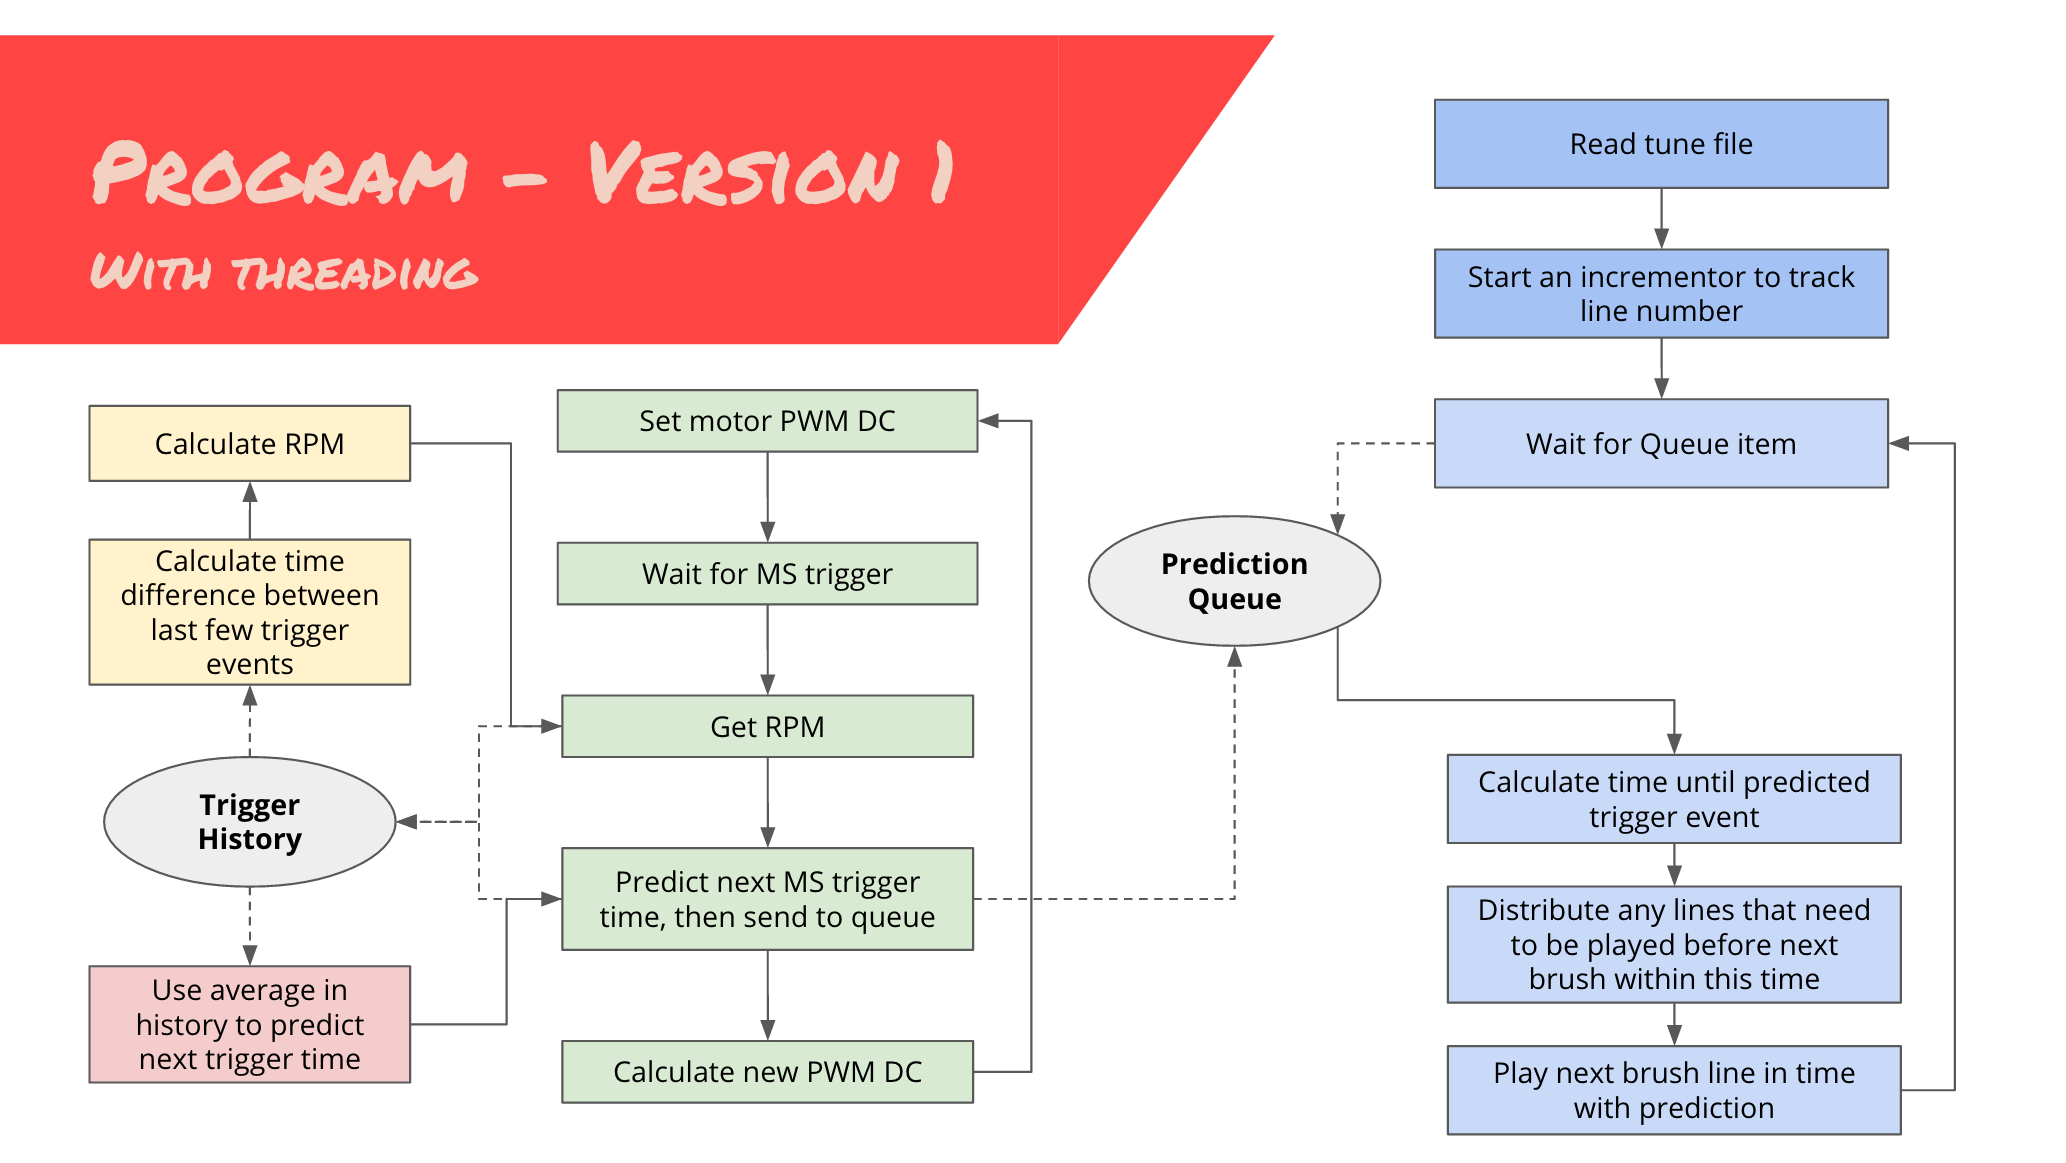 Program - Version 1
With threading
Read tune file
Start an incrementor to track
line number
Wait for Queue item
Calculate RPM
Calculate time
difference between
last few trigger
events
Trigger
History
Use average in
history to predict
next trigger time
Set motor PWM DC
Wait for MS trigger
Get RPM
Predict next MS trigger
time, then send to queue
Calculate new PWM DC
Prediction
Queue
Calculate time until predicted
trigger event
Distribute any lines that need
to be played before next
brush within this time
Play next brush line in time
with prediction